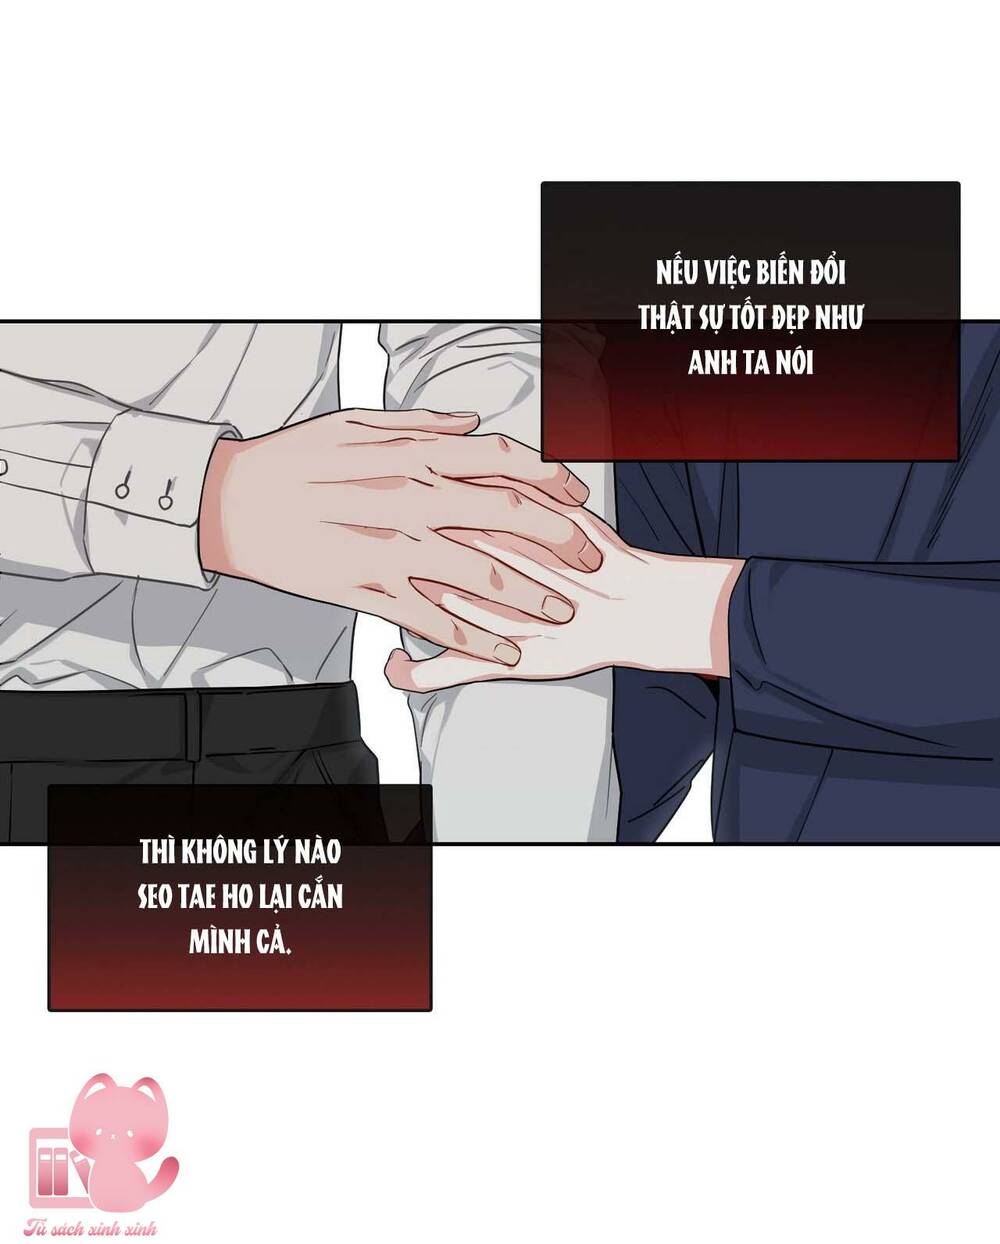 NẾU VIỆC BIẾN ĐỔI
THẬT SỰ TỐT ĐẸP NHƯ
ANH TA NÓI
THÌ KHÔNG LÝ NÀO
SEO TAE HO LẠI CẮN
MÌNH CẢ.
Tủ sách xinh xinh